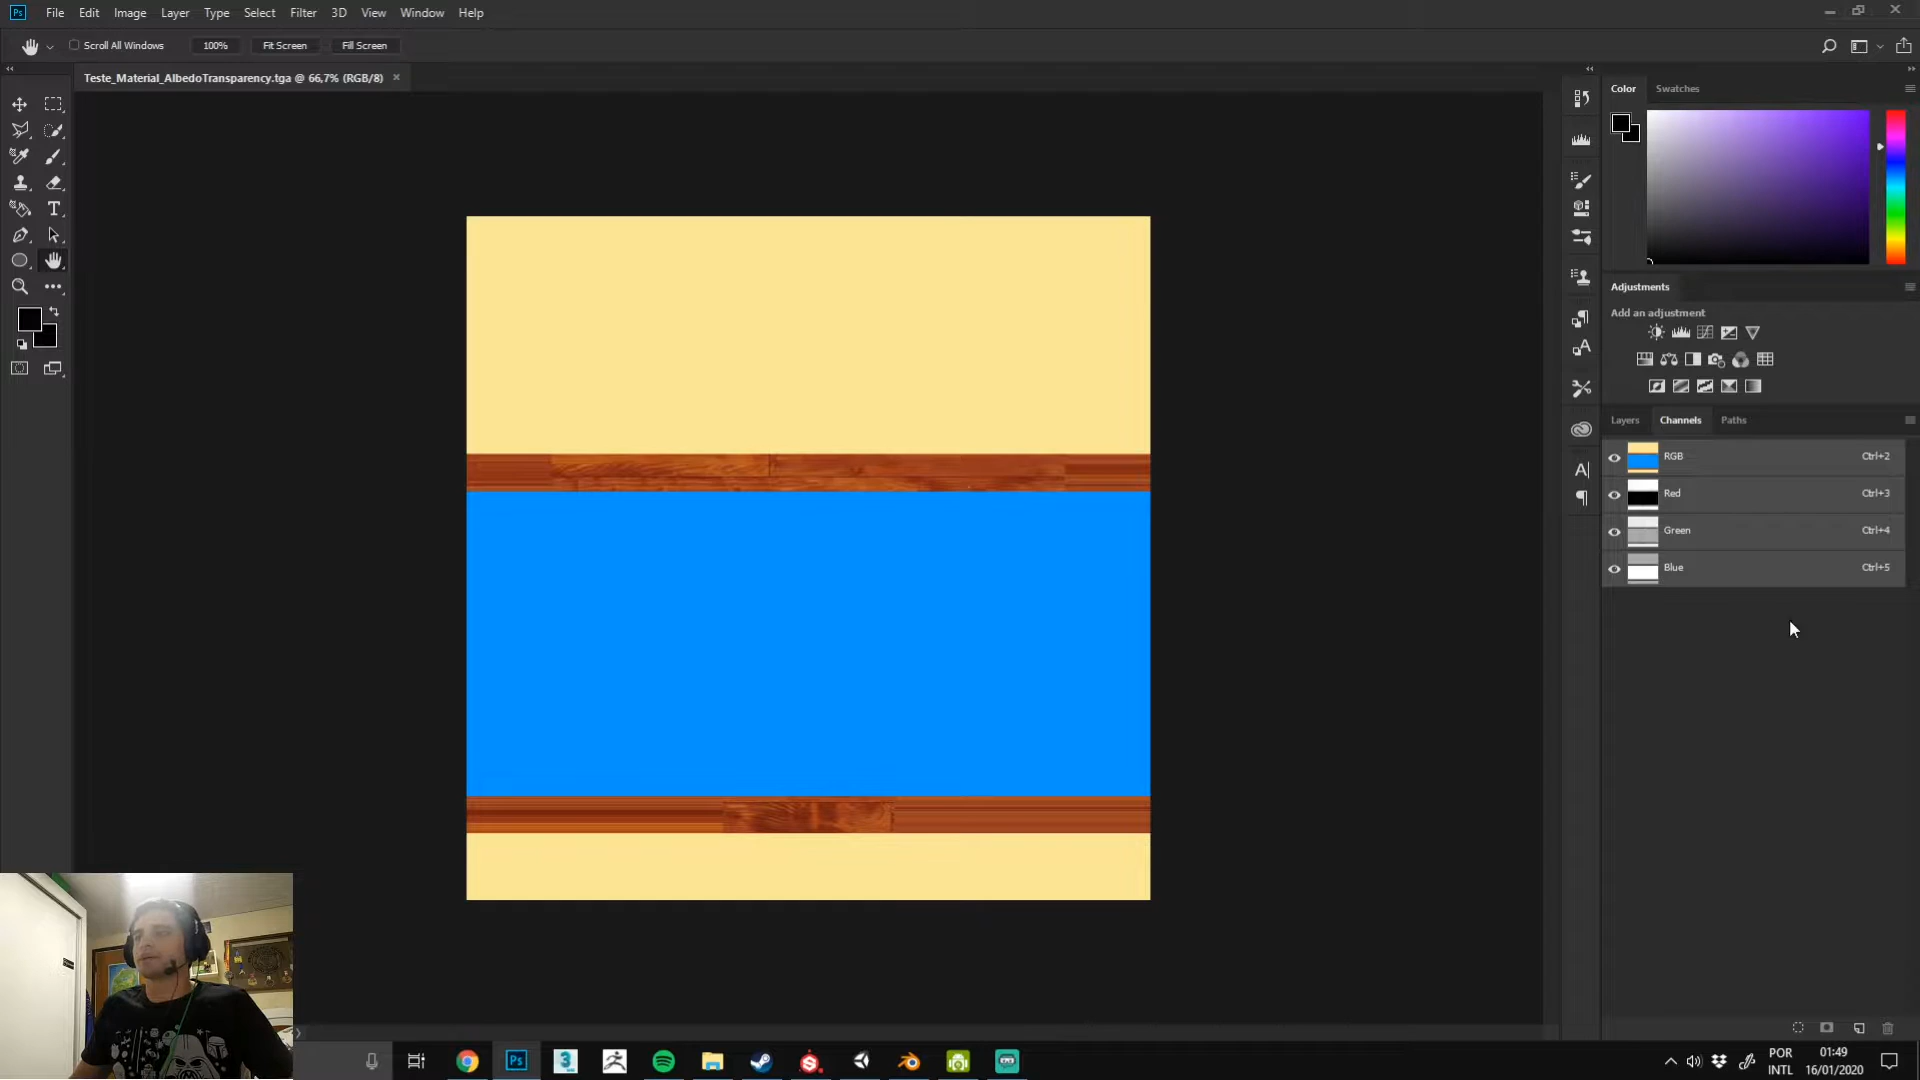 Ps File Edit Image Layer Type Select Filter 3D View Window Help
Scroll All Windows 100% Fit Screen Fill Screen
Teste_Material_AlbedoTransparency.tga @ 66,7% (RGB/8) ×
Color Swatches
Adjustments
Add an adjustment
Layers Channels Paths
RGB Ctrl+2
Red Ctrl+3
Green Ctrl+4
Blue Ctrl+5
Ps
POR 01:49
INTL 16/01/2020